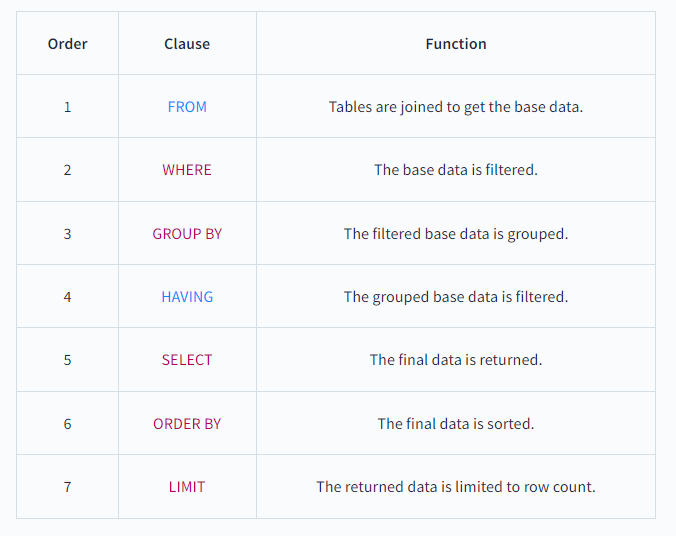 Order Clause Function
1 FROM Tables are joined to get the base data.
2 WHERE The base data is filtered.
3 GROUP BY The filtered base data is grouped.
4 HAVING The grouped base data is filtered.
5 SELECT The final data is returned.
6 ORDER BY The final data is sorted.
7 LIMIT The returned data is limited to row count.